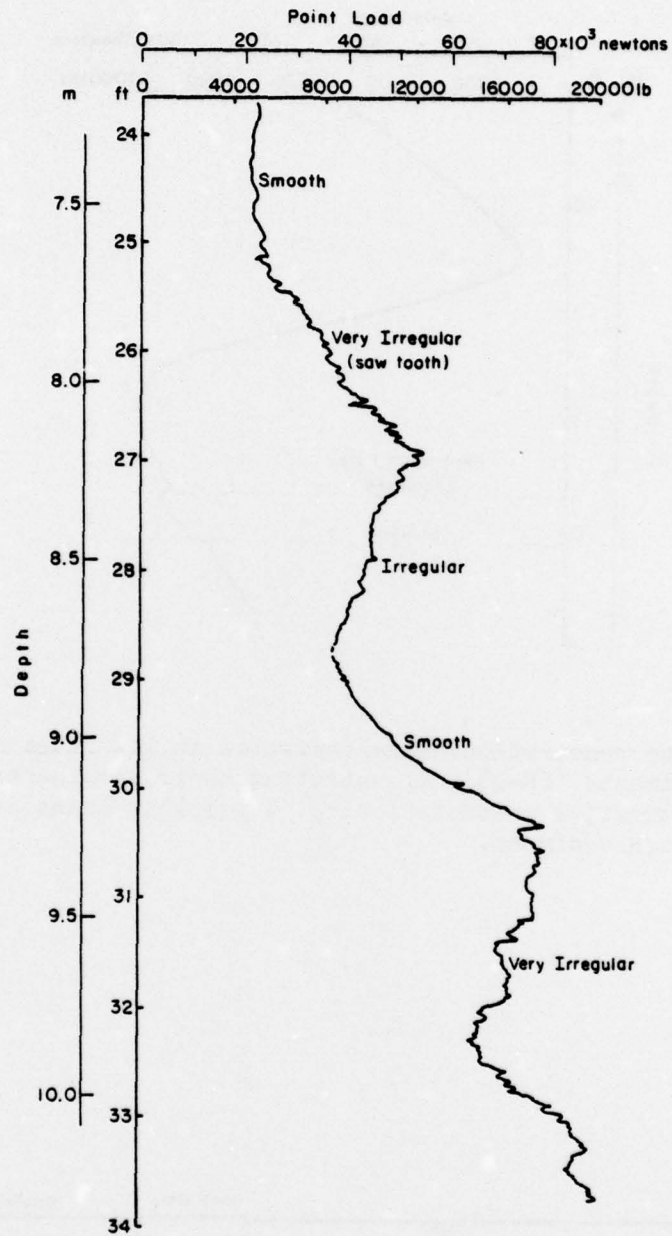 Point Load
0 20 40 60 80×10³ newtons
m ft 0 4000 8000 12000 16000 20000 lb
24
Smooth
7.5
25
Very Irregular
(saw tooth)
26
8.0
27
8.5
Irregular
28
Depth
29
9.0
Smooth
30
31
9.5
Very Irregular
32
10.0
33
34